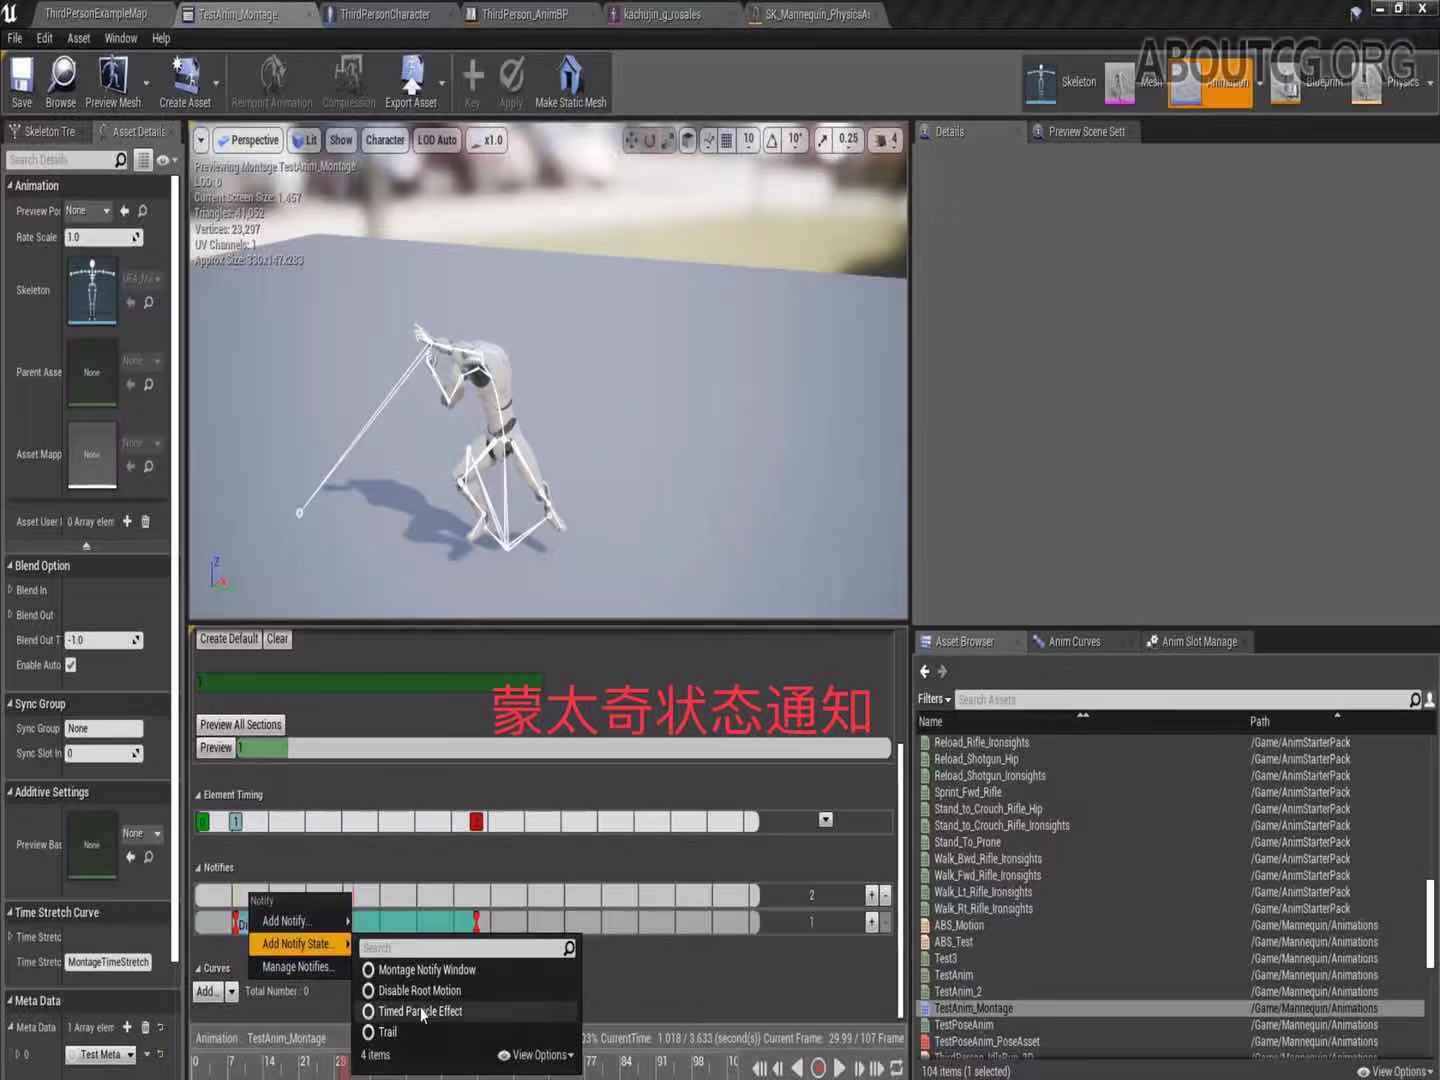 ThirdPersonExampleMap
TestAnim_Montage
ThirdPersonCharacter
ThirdPerson_AnimBP
kachujin_g_rosales
SK_Mannequin_PhysicsAs
File Edit Asset Window Help
ABOUTCG.ORG
Save
Browse
Preview Mesh
Create Asset
Reimport Animation
Compression
Export Asset
Key
Apply
Make Static Mesh
Skeleton
Mesh
Animation
Blueprint
Physics
Skeleton Tre
Asset Details
Search Details
Animation
Preview Po: None
Rate Scale 1.0
Skeleton
Parent Asse None None
Asset Mapp None None
Asset User I 0 Array elem
Blend Option
Blend In
Blend Out
Blend Out T -1.0
Enable Auto
Sync Group
Sync Group None
Sync Slot In 0
Additive Settings
Preview Ba: None None
Time Stretch Curve
Time Stretc
Time Stretc MontageTimeStretch
Meta Data
Meta Data 1 Array elem
0 Test Meta
Perspective Lit Show Character LOD Auto x1.0
10 10° 0.25 4
Previewing Montage TestAnim_Montage
LOD: 0
Current Screen Size: 1.457
Triangles: 41,052
Vertices: 23,297
UV Channels: 1
Approx Size: 330x147x283
Z
X
Create Default Clear
Preview All Sections
蒙太奇状态通知
Preview 1
Element Timing
1
Notifies
2
1
Notify
Add Notify...
Add Notify State...
Manage Notifies...
Search
Montage Notify Window
Disable Root Motion
Timed Particle Effect
Trail
4 items View Options
Curves
Add... Total Number : 0
Animation TestAnim_Montage
CurrentTime: 1.018 / 3.633 (second(s)) Current Frame: 29.99 / 107 Frame
0 7 14 21 77 84 91 98
Details
Preview Scene Sett
Asset Browser
Anim Curves
Anim Slot Manage
Filters Search Assets
Name Path
Reload_Rifle_Ironsights /Game/AnimStarterPack
Reload_Shotgun_Hip /Game/AnimStarterPack
Reload_Shotgun_Ironsights /Game/AnimStarterPack
Sprint_Fwd_Rifle /Game/AnimStarterPack
Stand_to_Crouch_Rifle_Hip /Game/AnimStarterPack
Stand_to_Crouch_Rifle_Ironsights /Game/AnimStarterPack
Stand_To_Prone /Game/AnimStarterPack
Walk_Bwd_Rifle_Ironsights /Game/AnimStarterPack
Walk_Fwd_Rifle_Ironsights /Game/AnimStarterPack
Walk_Lt_Rifle_Ironsights /Game/AnimStarterPack
Walk_Rt_Rifle_Ironsights /Game/AnimStarterPack
ABS_Motion /Game/Mannequin/Animations
ABS_Test /Game/Mannequin/Animations
Test3 /Game/Mannequin/Animations
TestAnim /Game/Mannequin/Animations
TestAnim_2 /Game/Mannequin/Animations
TestAnim_Montage /Game/Mannequin/Animations
TestPoseAnim /Game/Mannequin/Animations
TestPoseAnim_PoseAsset /Game/Mannequin/Animations
ThirdPerson_IdleRun_2D /Game/Mannequin/Animations
104 items (1 selected) View Options